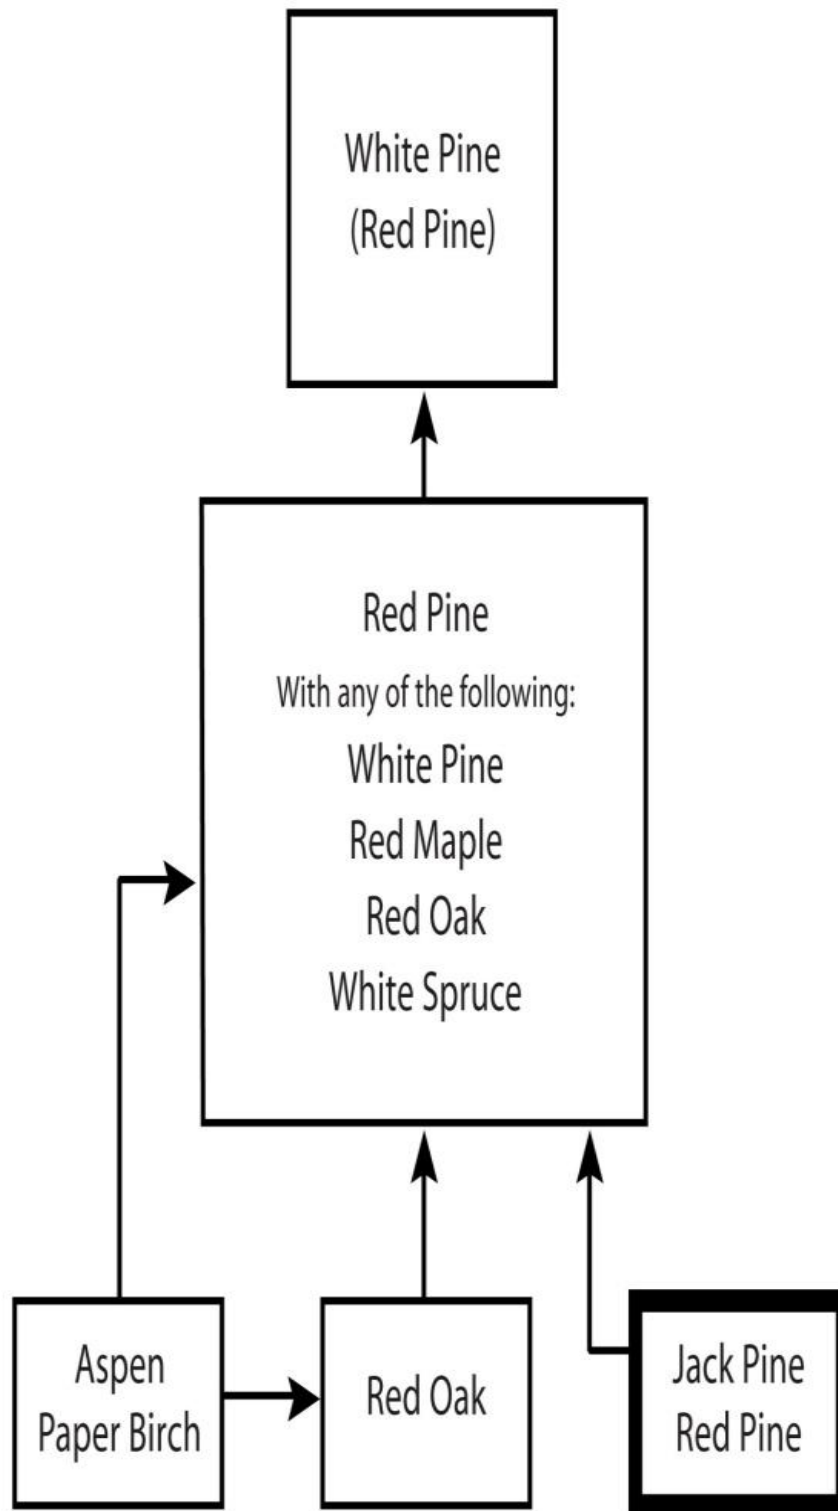 White Pine
(Red Pine)
Red Pine
With any of the following:
White Pine
Red Maple
Red Oak
White Spruce
Aspen
Paper Birch
Red Oak
Jack Pine
Red Pine